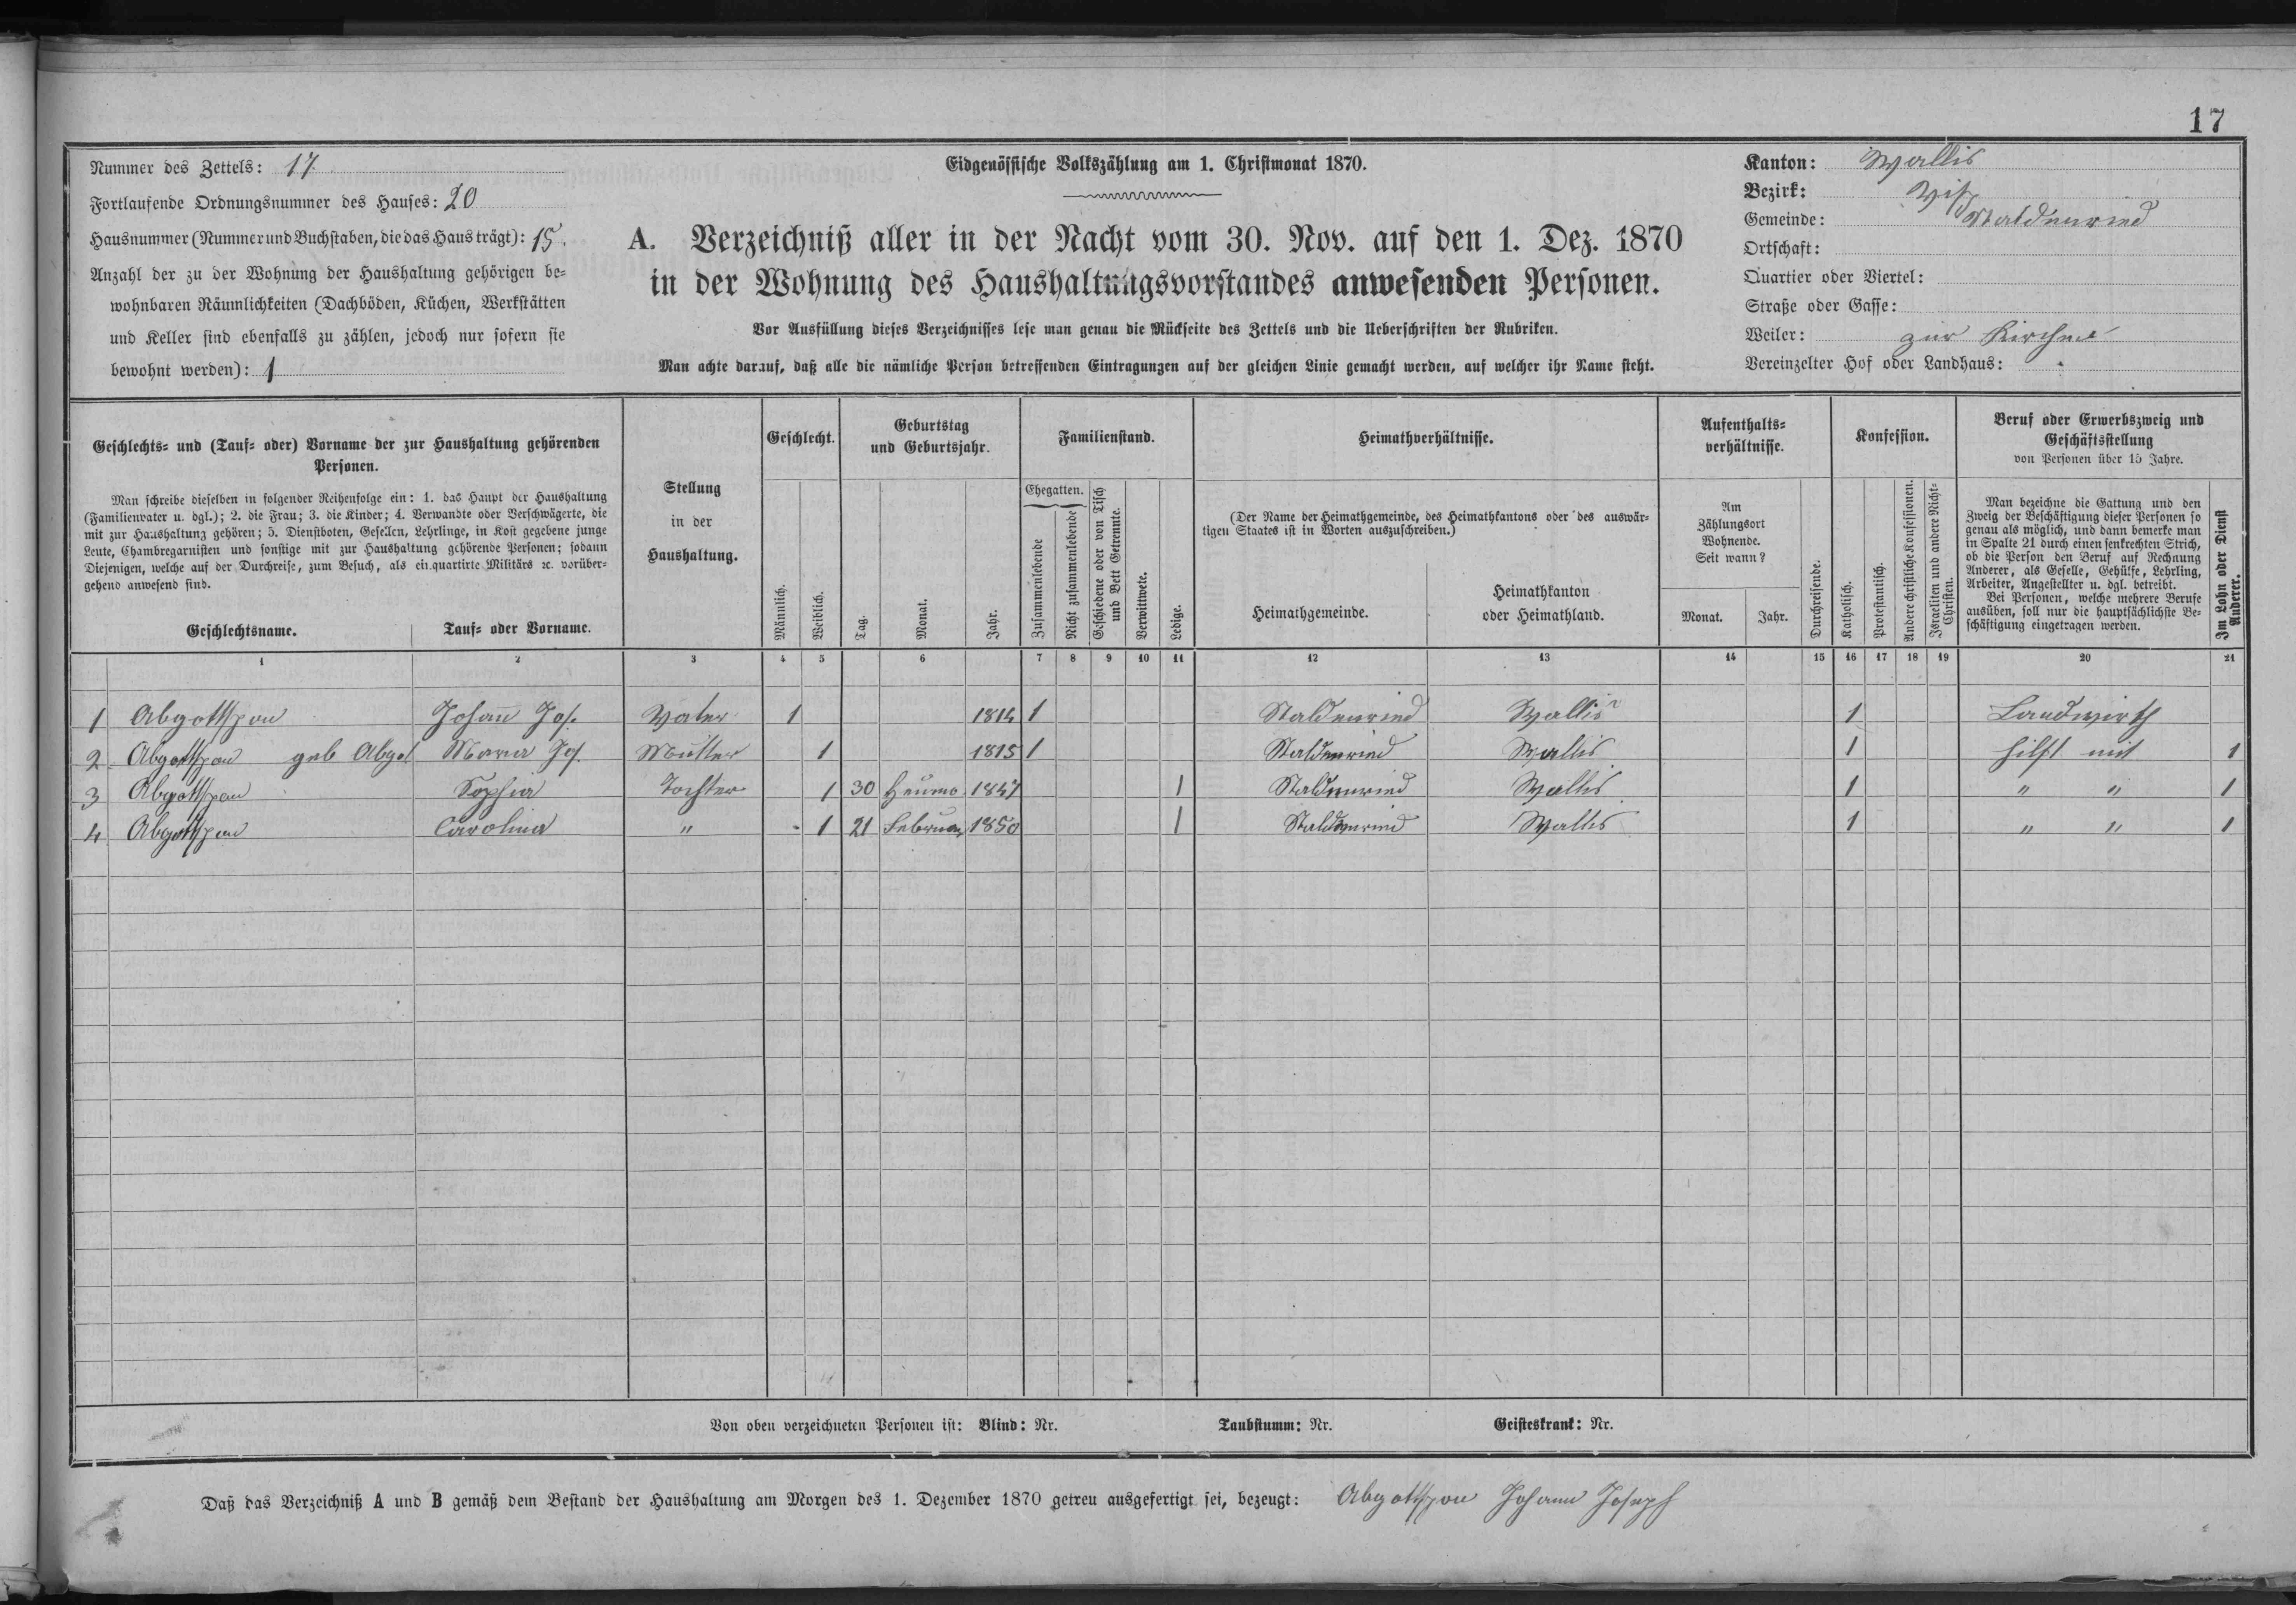 17
Nummer des Zettels: 17.
Fortlaufende Ordnungsnummer des Hauses: 20
Hausnummer (Nummer und Buchstaben, die das Haus trägt): 15.
Anzahl der zu der Wohnung der Haushaltung gehörigen be=
wohnbaren Räumlichkeiten (Dachböden, Küchen, Werkstätten
und Keller sind ebenfalls zu zählen, jedoch nur sofern sie
bewohnt werden): 1
Eidgenössische Volkszählung am 1. Christmonat 1870.
A. Verzeichniß aller in der Nacht vom 30. Nov. auf den 1. Dez. 1870
in der Wohnung des Haushaltungsvorstandes anwesenden Personen.
Vor Ausfüllung dieses Verzeichnisses lese man genau die Rückseite des Zettels und die Ueberschriften der Rubriken.
Man achte darauf, daß alle die nämliche Person betreffenden Eintragungen auf der gleichen Linie gemacht werden, auf welcher ihr Name steht.
Kanton: Wallis
Bezirk: Visp
Gemeinde: Staldenried
Ortschaft:
Quartier oder Viertel:
Straße oder Gasse:
Weiler: zur Kirchen
Vereinzelter Hof oder Landhaus:
Geschlechts= und (Tauf= oder) Vorname der zur Haushaltung gehörenden
Personen.
Man schreibe dieselben in folgender Reihenfolge ein: 1. das Haupt der Haushaltung
(Familienvater u. dgl.); 2. die Frau; 3. die Kinder; 4. Verwandte oder Verschwägerte, die
mit zur Haushaltung gehören; 5. Dienstboten, Gesellen, Lehrlinge, in Kost gegebene junge
Leute, Chambregarnisten und sonstige mit zur Haushaltung gehörende Personen; sodann
Diejenigen, welche auf der Durchreise, zum Besuch, als einquartirte Militärs ꝛc. vorüber=
gehend anwesend sind.
Geschlechtsname. Tauf= oder Vorname.
Stellung
in der
Haushaltung.
Geschlecht.
Männlich. Weiblich.
Geburtstag
und Geburtsjahr.
Tag. Monat. Jahr.
Familienstand.
Ehegatten.
Zusammenlebende
Nicht zusammenlebende
Geschiedene oder von Tisch
und Bett Getrennte.
Verwittwete.
Ledige.
Heimathverhältnisse.
(Der Name der Heimathgemeinde, des Heimathkantons oder des auswär=
tigen Staates ist in Worten auszuschreiben.)
Heimathgemeinde.
Heimathkanton
oder Heimathland.
Aufenthalts=
verhältnisse.
Am
Zählungsort
Wohnende.
Seit wann?
Monat. Jahr.
Durchreisende.
Konfession.
Katholisch.
Protestantisch.
Andere christliche Konfessionen.
Israeliten und andere Nicht=
Christen.
Beruf oder Erwerbszweig und
Geschäftsstellung
von Personen über 15 Jahre.
Man bezeichne die Gattung und den
Zweig der Beschäftigung dieser Personen so
genau als möglich, und dann bemerke man
in Spalte 21 durch einen senkrechten Strich,
ob die Person den Beruf auf Rechnung
Anderer, als Geselle, Gehülfe, Lehrling,
Arbeiter, Angestellter u. dgl. betreibt.
Bei Personen, welche mehrere Berufe
ausüben, soll nur die hauptsächlichste Be=
schäftigung eingetragen werden.
Im Lohn oder Dienst
Anderer.
1 2 3 4 5 6 7 8 9 10 11 12 13 14 15 16 17 18 19 20 21
1 Abgottspon Johan̄ Jos. Vater 1 1814 1 Staldenried Wallis 1 Landwirth
2. Abgottspon geb Abgot Maria Jos. Mutter 1 1815 1 Staldenried Wallis 1 hilft mit 1
3 Abgottspon Sophia Tochter 1 30 Heumo. 1847 1 Staldenried Wallis 1 " " 1
4 Abgottspon Carolina " 1 21 Februar 1850 1 Staldenried Wallis 1 " " 1
Von oben verzeichneten Personen ist: Blind: Nr. Taubstumm: Nr. Geisteskrank: Nr.
Daß das Verzeichniß A und B gemäß dem Bestand der Haushaltung am Morgen des 1. Dezember 1870 getreu ausgefertigt sei, bezeugt: Abgottspon Johann Joseph